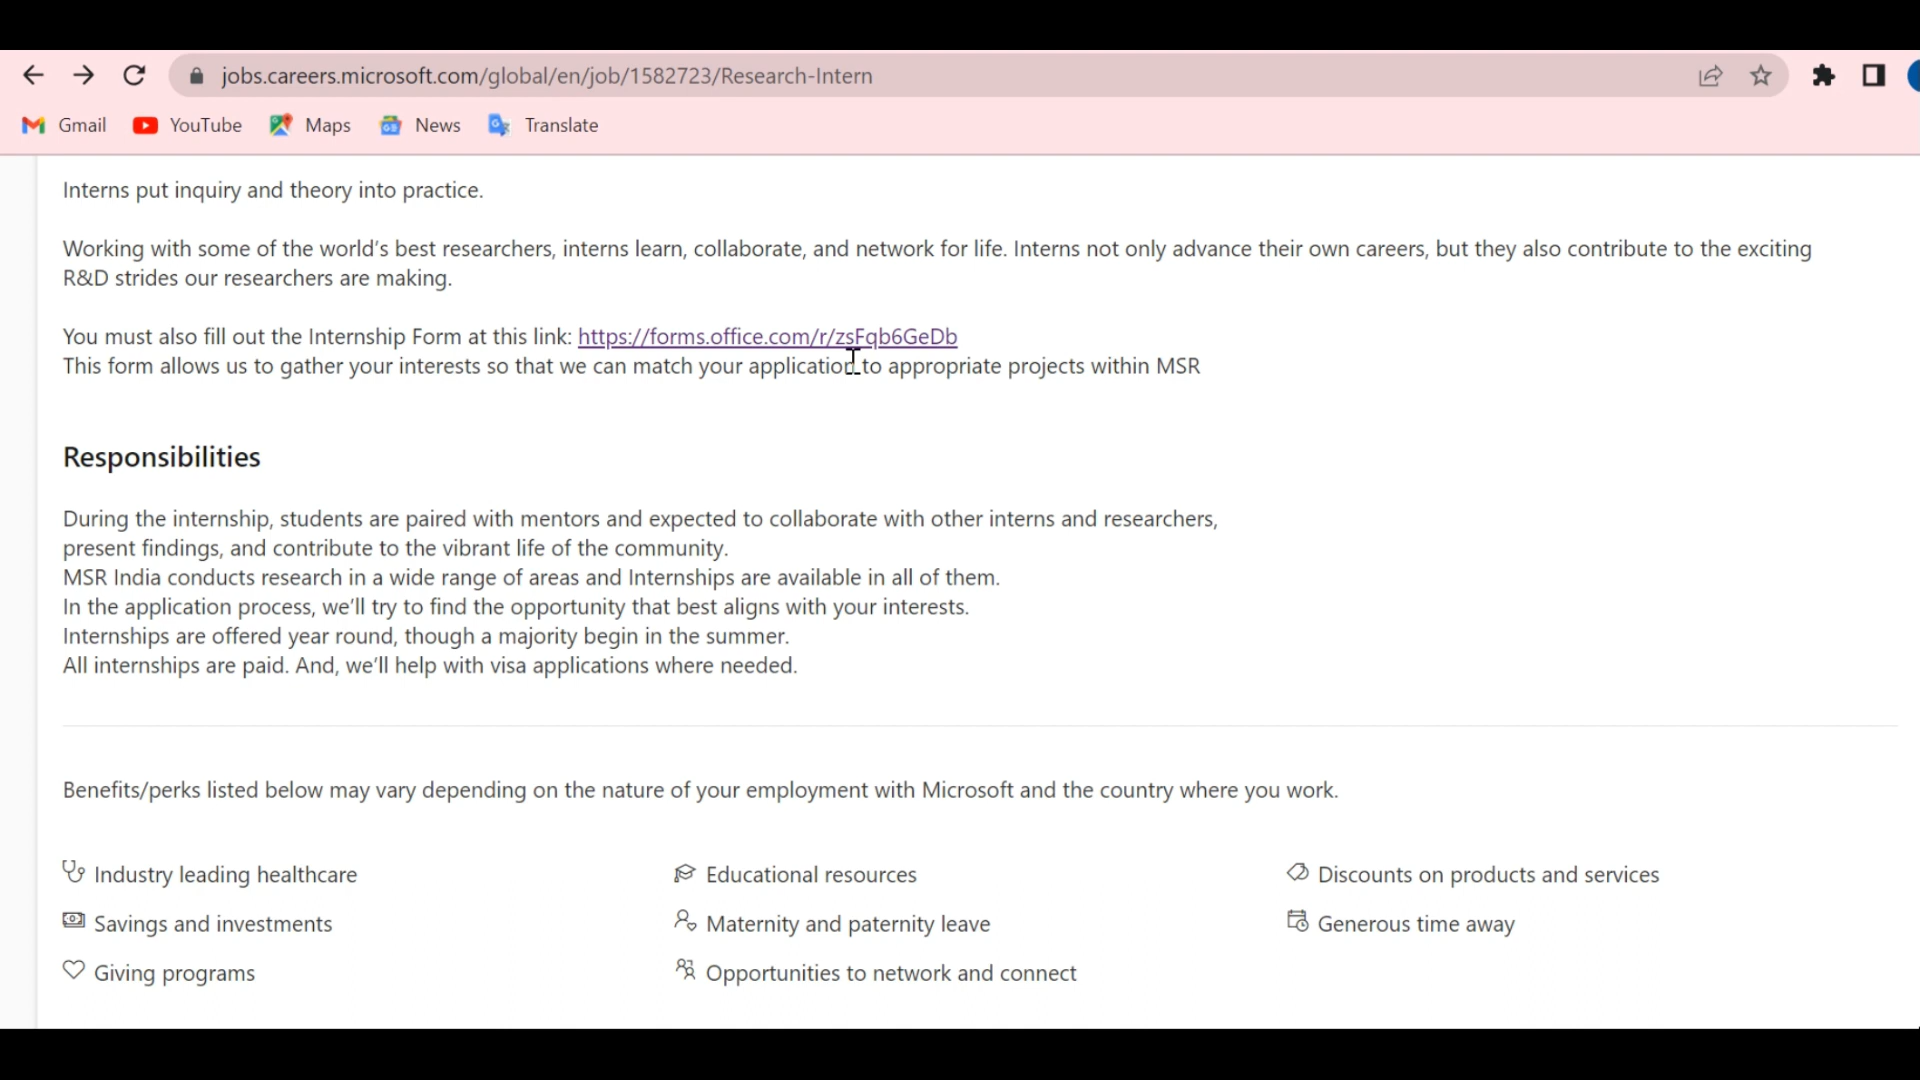 jobs.careers.microsoft.com/global/en/job/1582723/Research-Intern
Gmail YouTube Maps News Translate
Interns put inquiry and theory into practice.
Working with some of the world's best researchers, interns learn, collaborate, and network for life. Interns not only advance their own careers, but they also contribute to the exciting
R&D strides our researchers are making.
You must also fill out the Internship Form at this link: https://forms.office.com/r/zsFqb6GeDb
This form allows us to gather your interests so that we can match your application to appropriate projects within MSR
Responsibilities
During the internship, students are paired with mentors and expected to collaborate with other interns and researchers,
present findings, and contribute to the vibrant life of the community.
MSR India conducts research in a wide range of areas and Internships are available in all of them.
In the application process, we'll try to find the opportunity that best aligns with your interests.
Internships are offered year round, though a majority begin in the summer.
All internships are paid. And, we'll help with visa applications where needed.
Benefits/perks listed below may vary depending on the nature of your employment with Microsoft and the country where you work.
Industry leading healthcare Educational resources Discounts on products and services
Savings and investments Maternity and paternity leave Generous time away
Giving programs Opportunities to network and connect